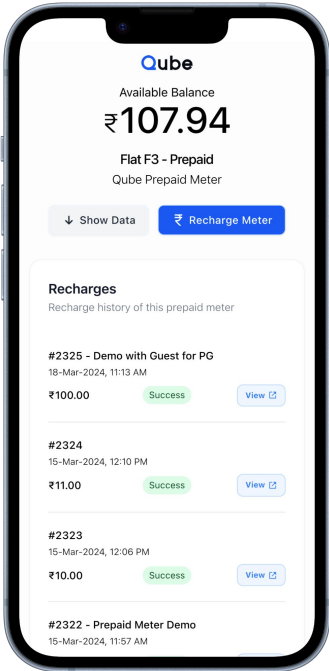 Qube
Available Balance
₹107.94
Flat F3 - Prepaid
Qube Prepaid Meter
Show Data
₹ Recharge Meter
Recharges
Recharge history of this prepaid meter
#2325 - Demo with Guest for PG
18-Mar-2024, 11:13 AM
₹100.00 Success View
#2324
15-Mar-2024, 12:10 PM
₹11.00 Success View
#2323
15-Mar-2024, 12:06 PM
₹10.00 Success View
#2322 - Prepaid Meter Demo
15-Mar-2024, 11:57 AM